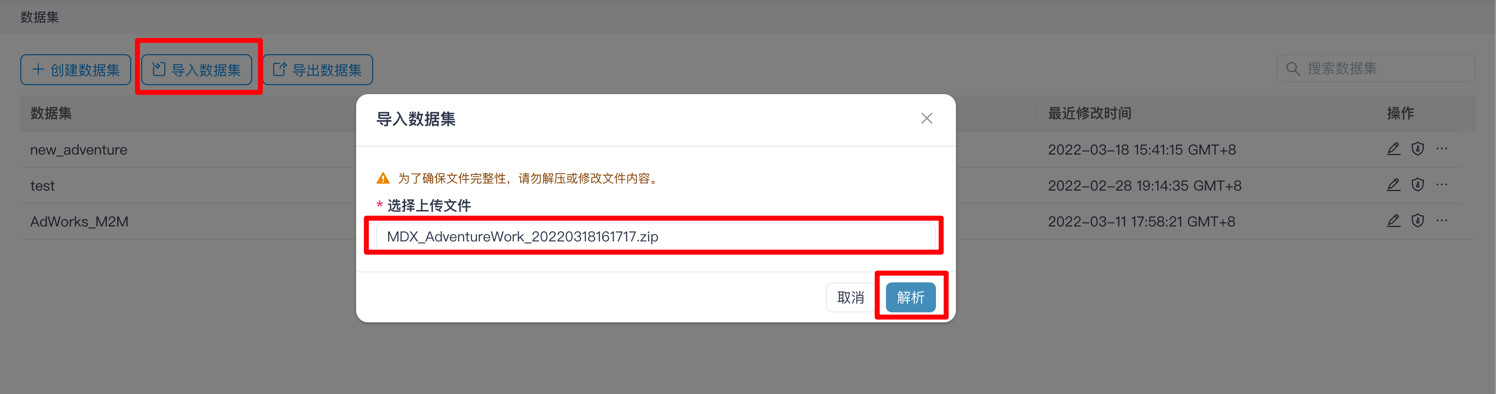 数据集
创建数据集 导入数据集 导出数据集 搜索数据集
数据集 最近修改时间 操作
new_adventure 2022-03-18 15:41:15 GMT+8
test 2022-02-28 19:14:35 GMT+8
AdWorks_M2M 2022-03-11 17:58:21 GMT+8
导入数据集
为了确保文件完整性，请勿解压或修改文件内容。
* 选择上传文件
MDX_AdventureWork_20220318161717.zip
取消 解析